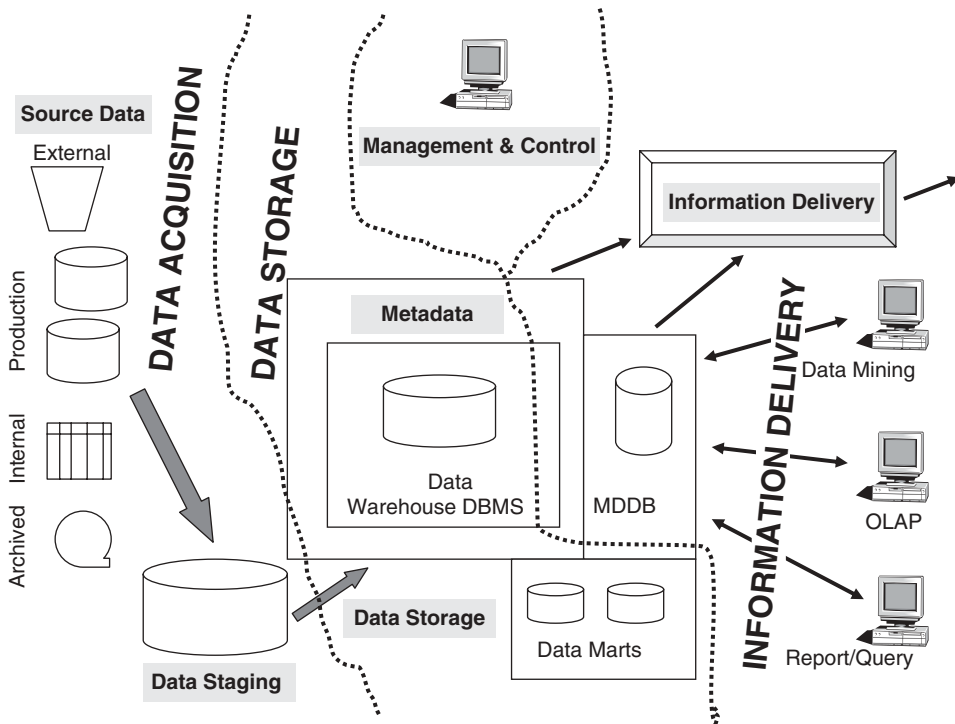 Source Data
External
Production
Internal
Archived
DATA ACQUISITION
Data Staging
DATA STORAGE
Management & Control
Metadata
Data
Warehouse DBMS
MDDB
Data Storage
Data Marts
Information Delivery
INFORMATION DELIVERY
Data Mining
OLAP
Report/Query